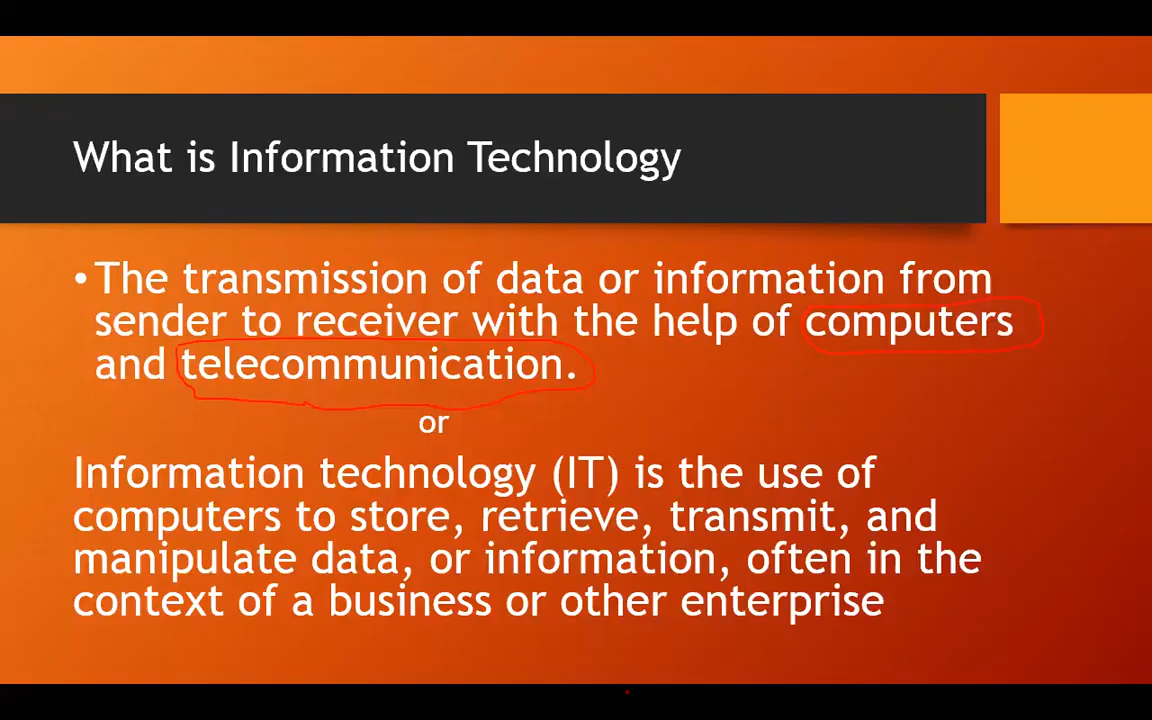 What is Information Technology
•The transmission of data or information from
sender to receiver with the help of computers
and telecommunication.
or
Information technology (IT) is the use of
computers to store, retrieve, transmit, and
manipulate data, or information, often in the
context of a business or other enterprise